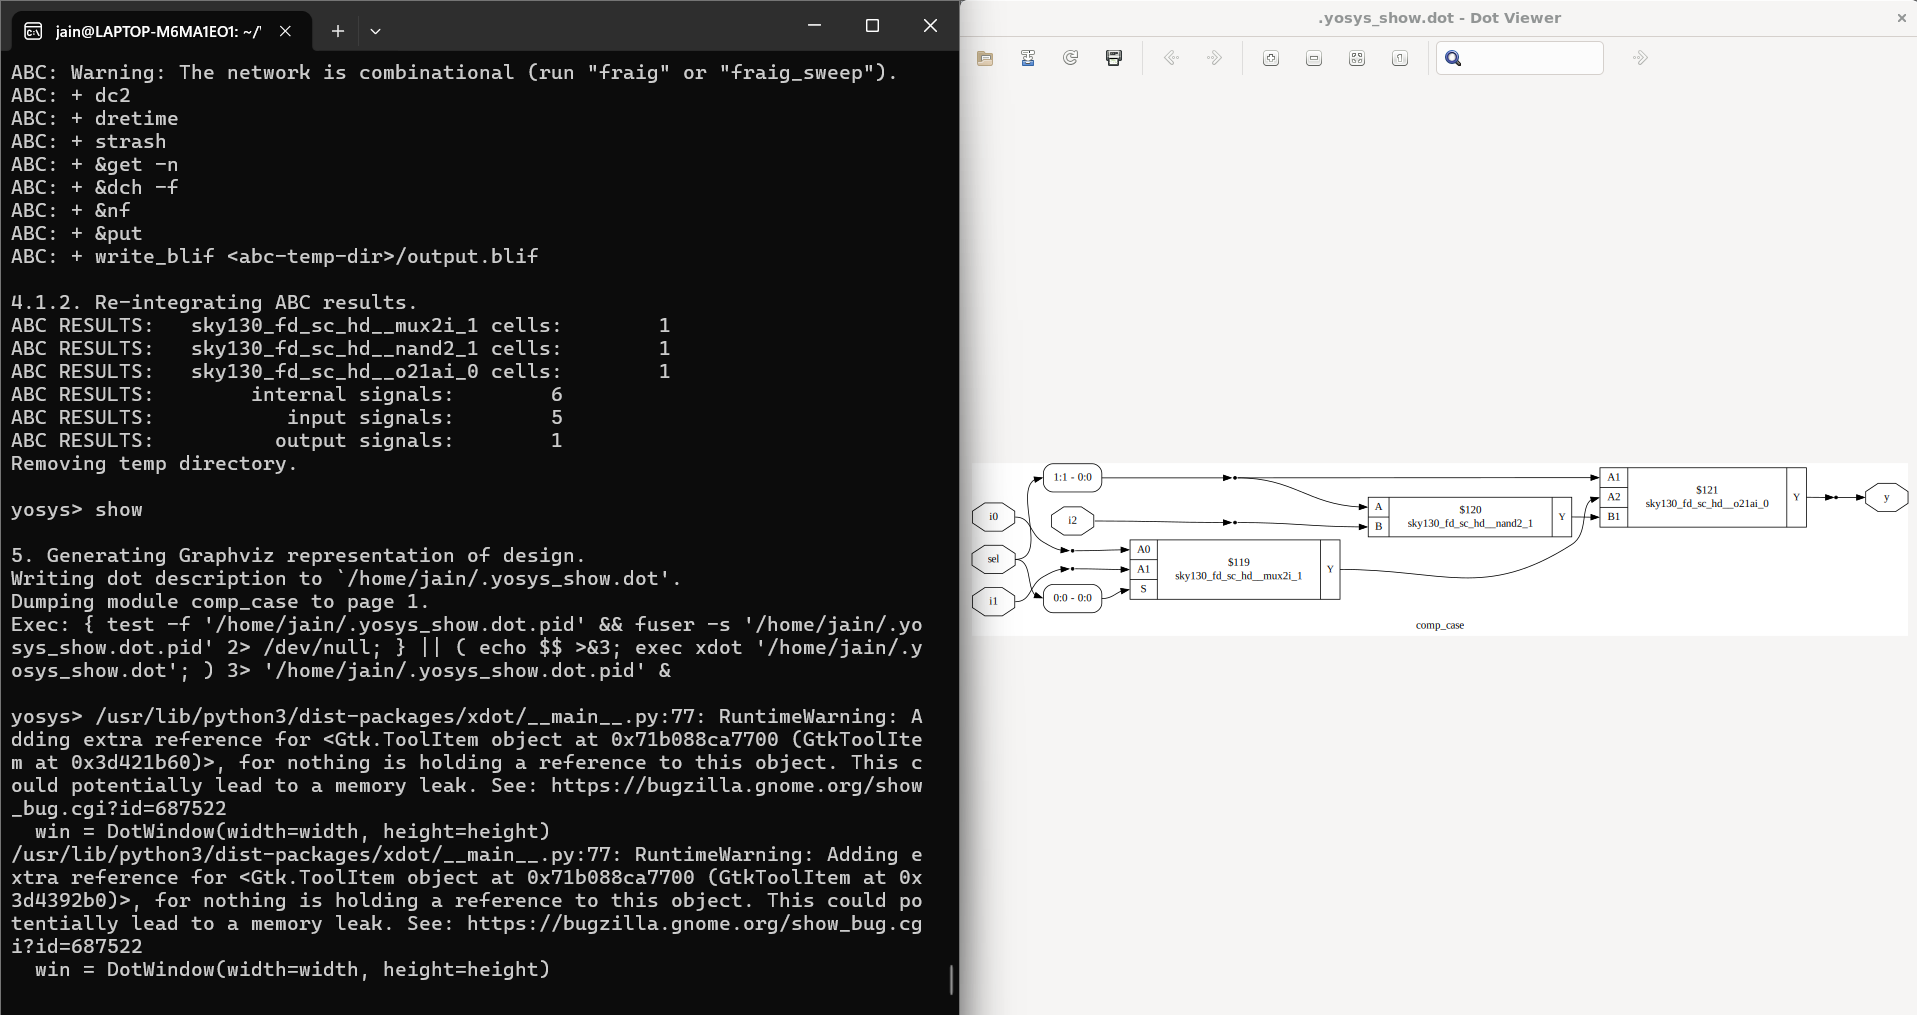 jain@LAPTOP-M6MA1EO1: ~/'
ABC: Warning: The network is combinational (run "fraig" or "fraig_sweep").
ABC: + dc2
ABC: + dretime
ABC: + strash
ABC: + &get -n
ABC: + &dch -f
ABC: + &nf
ABC: + &put
ABC: + write_blif <abc-temp-dir>/output.blif
4.1.2. Re-integrating ABC results.
ABC RESULTS:   sky130_fd_sc_hd__mux2i_1 cells:        1
ABC RESULTS:   sky130_fd_sc_hd__nand2_1 cells:        1
ABC RESULTS:   sky130_fd_sc_hd__o21ai_0 cells:        1
ABC RESULTS:        internal signals:        6
ABC RESULTS:           input signals:        5
ABC RESULTS:          output signals:        1
Removing temp directory.
yosys> show
5. Generating Graphviz representation of design.
Writing dot description to `/home/jain/.yosys_show.dot'.
Dumping module comp_case to page 1.
Exec: { test -f '/home/jain/.yosys_show.dot.pid' && fuser -s '/home/jain/.yo
sys_show.dot.pid' 2> /dev/null; } || ( echo $$ >&3; exec xdot '/home/jain/.y
osys_show.dot'; ) 3> '/home/jain/.yosys_show.dot.pid' &
yosys> /usr/lib/python3/dist-packages/xdot/__main__.py:77: RuntimeWarning: A
dding extra reference for <Gtk.ToolItem object at 0x71b088ca7700 (GtkToolIte
m at 0x3d421b60)>, for nothing is holding a reference to this object. This c
ould potentially lead to a memory leak. See: https://bugzilla.gnome.org/show
_bug.cgi?id=687522
  win = DotWindow(width=width, height=height)
/usr/lib/python3/dist-packages/xdot/__main__.py:77: RuntimeWarning: Adding e
xtra reference for <Gtk.ToolItem object at 0x71b088ca7700 (GtkToolItem at 0x
3d4392b0)>, for nothing is holding a reference to this object. This could po
tentially lead to a memory leak. See: https://bugzilla.gnome.org/show_bug.cg
i?id=687522
  win = DotWindow(width=width, height=height)
.yosys_show.dot - Dot Viewer
i0
sel
i1
1:1 - 0:0
i2
0:0 - 0:0
A0
A1
S
$119
sky130_fd_sc_hd__mux2i_1
Y
A
B
$120
sky130_fd_sc_hd__nand2_1
Y
A1
A2
B1
$121
sky130_fd_sc_hd__o21ai_0
Y
y
comp_case